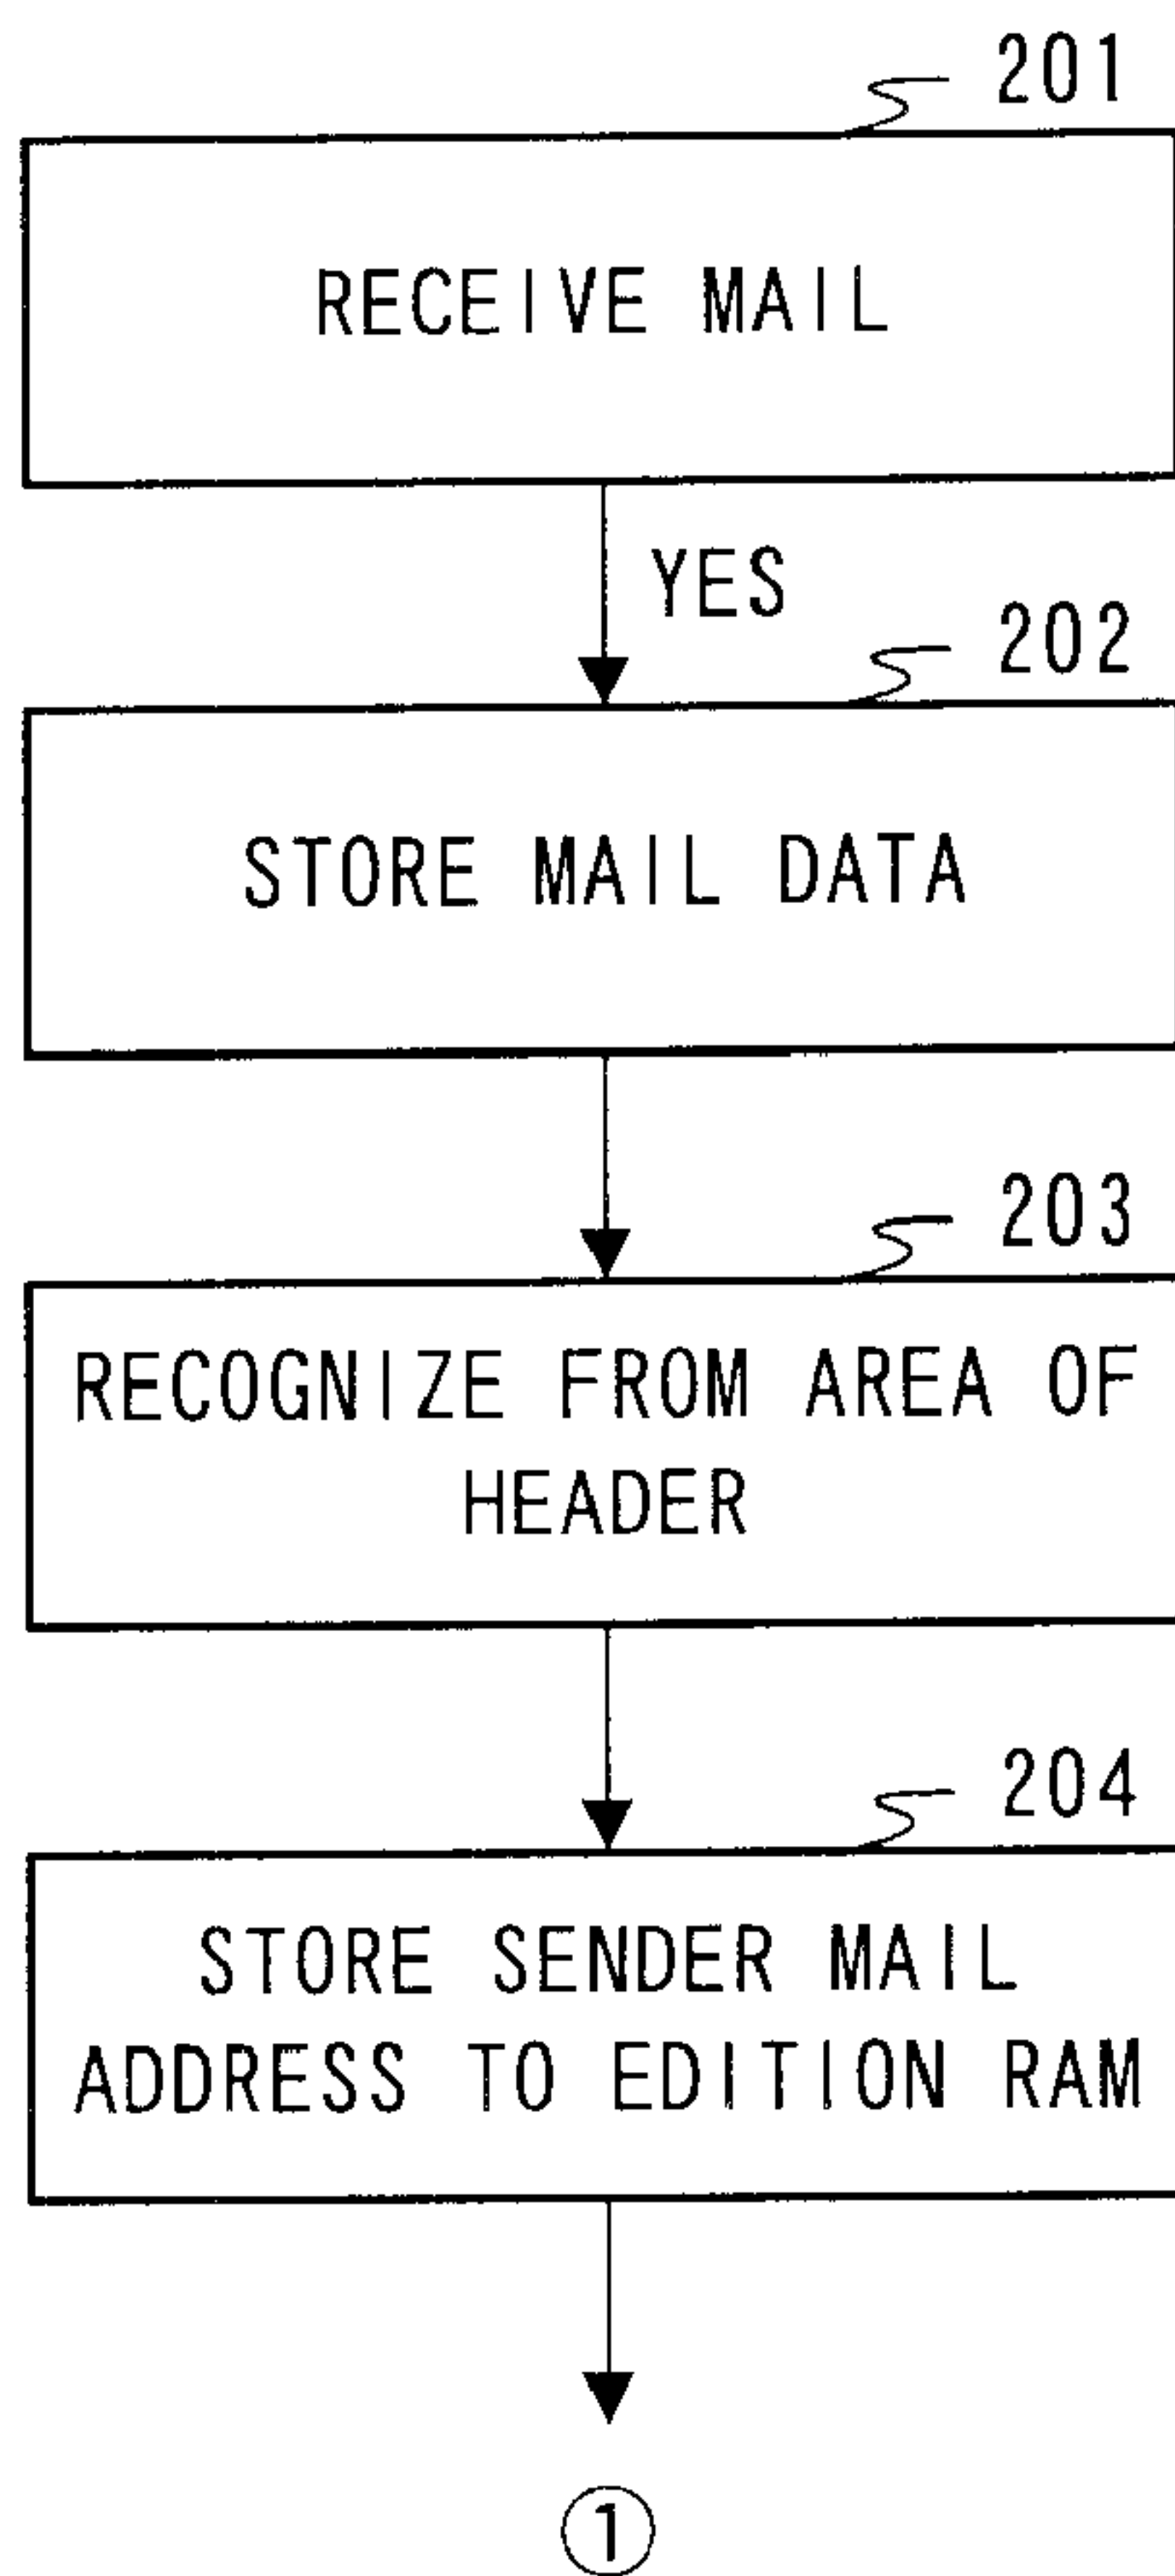 201
RECEIVE MAIL
YES
202
STORE MAIL DATA
203
RECOGNIZE FROM AREA OF
HEADER
204
STORE SENDER MAIL
ADDRESS TO EDITION RAM
1